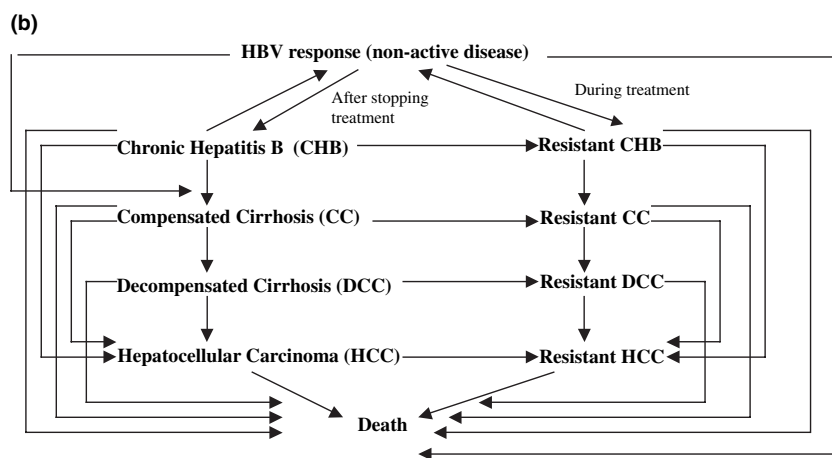 (b)
HBV response (non-active disease)
After stopping
treatment
During treatment
Chronic Hepatitis B (CHB)
Resistant CHB
Compensated Cirrhosis (CC)
Resistant CC
Decompensated Cirrhosis (DCC)
Resistant DCC
Hepatocellular Carcinoma (HCC)
Resistant HCC
Death